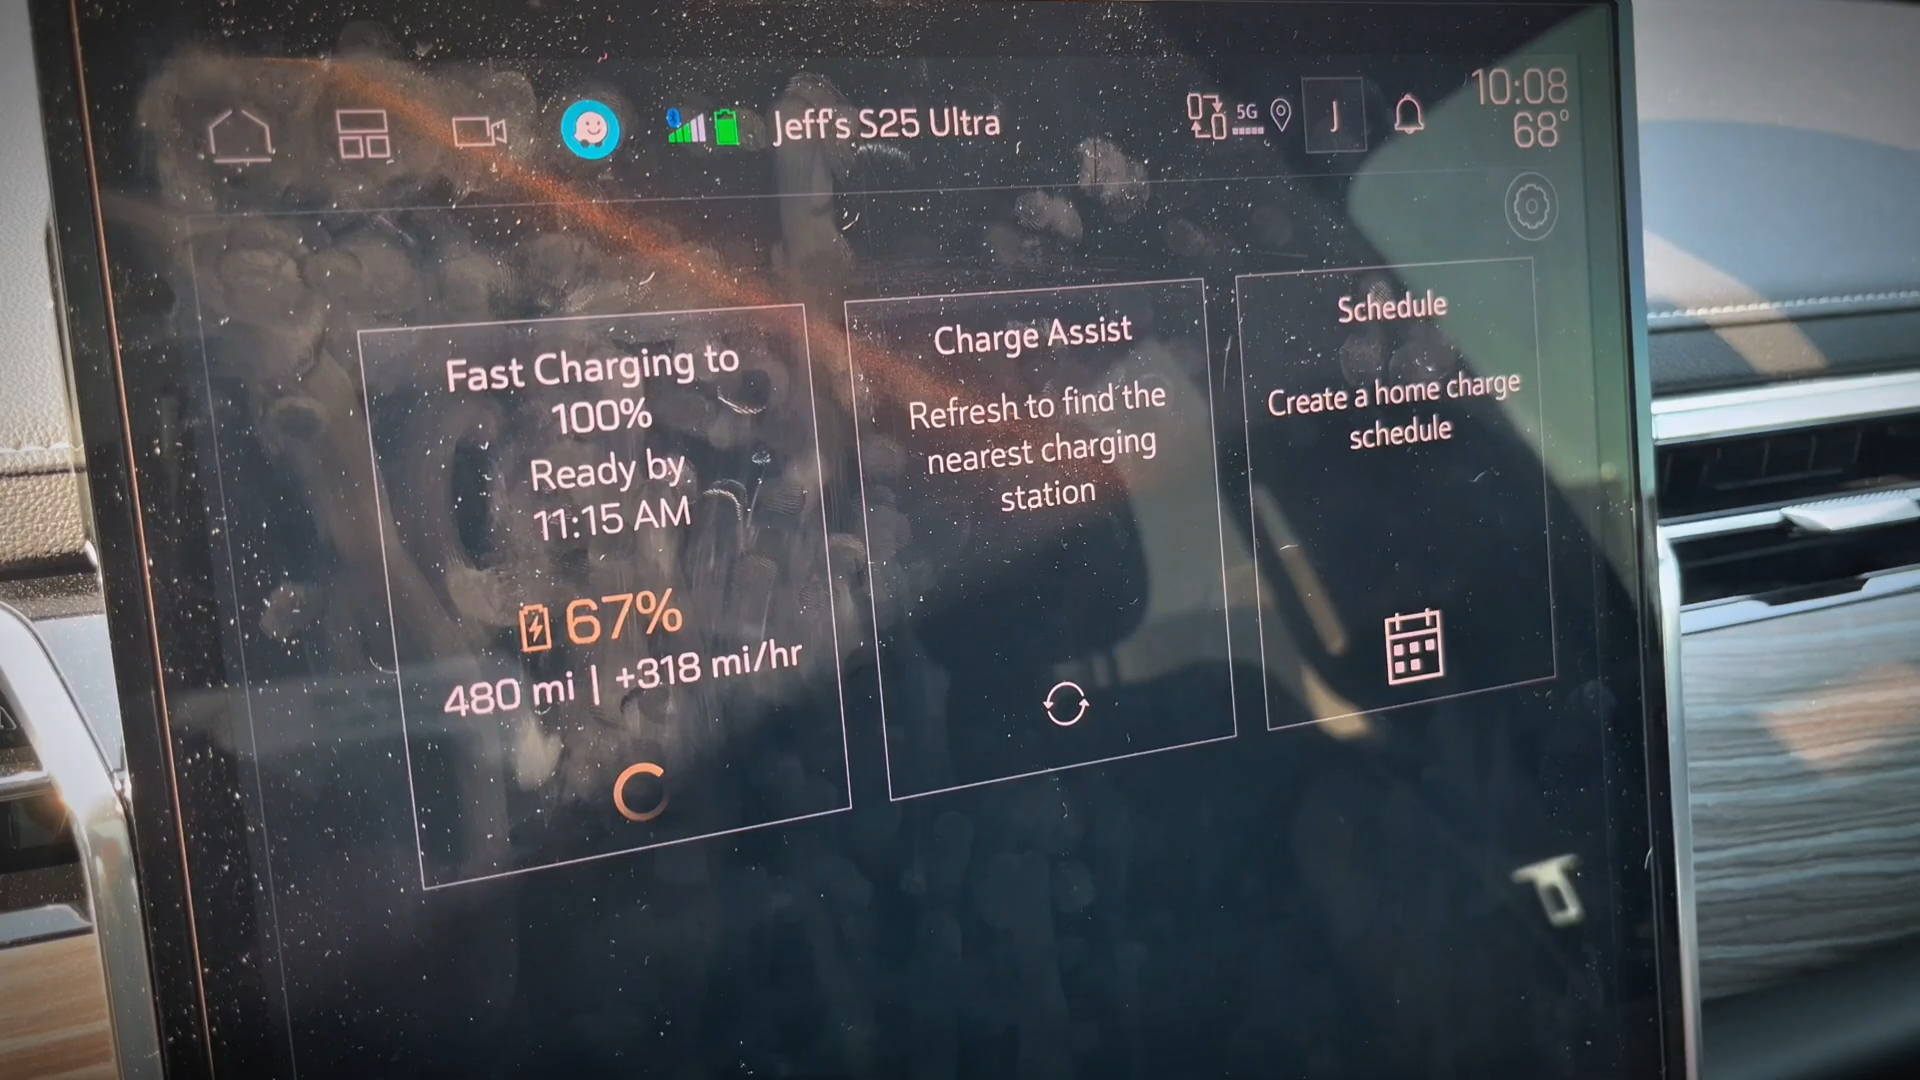 Jeff's S25 Ultra
5G
J
10:08
68°
Fast Charging to
100%
Ready by
11:15 AM
67%
480 mi | +318 mi/hr
Charge Assist
Refresh to find the
nearest charging
station
Schedule
Create a home charge
schedule